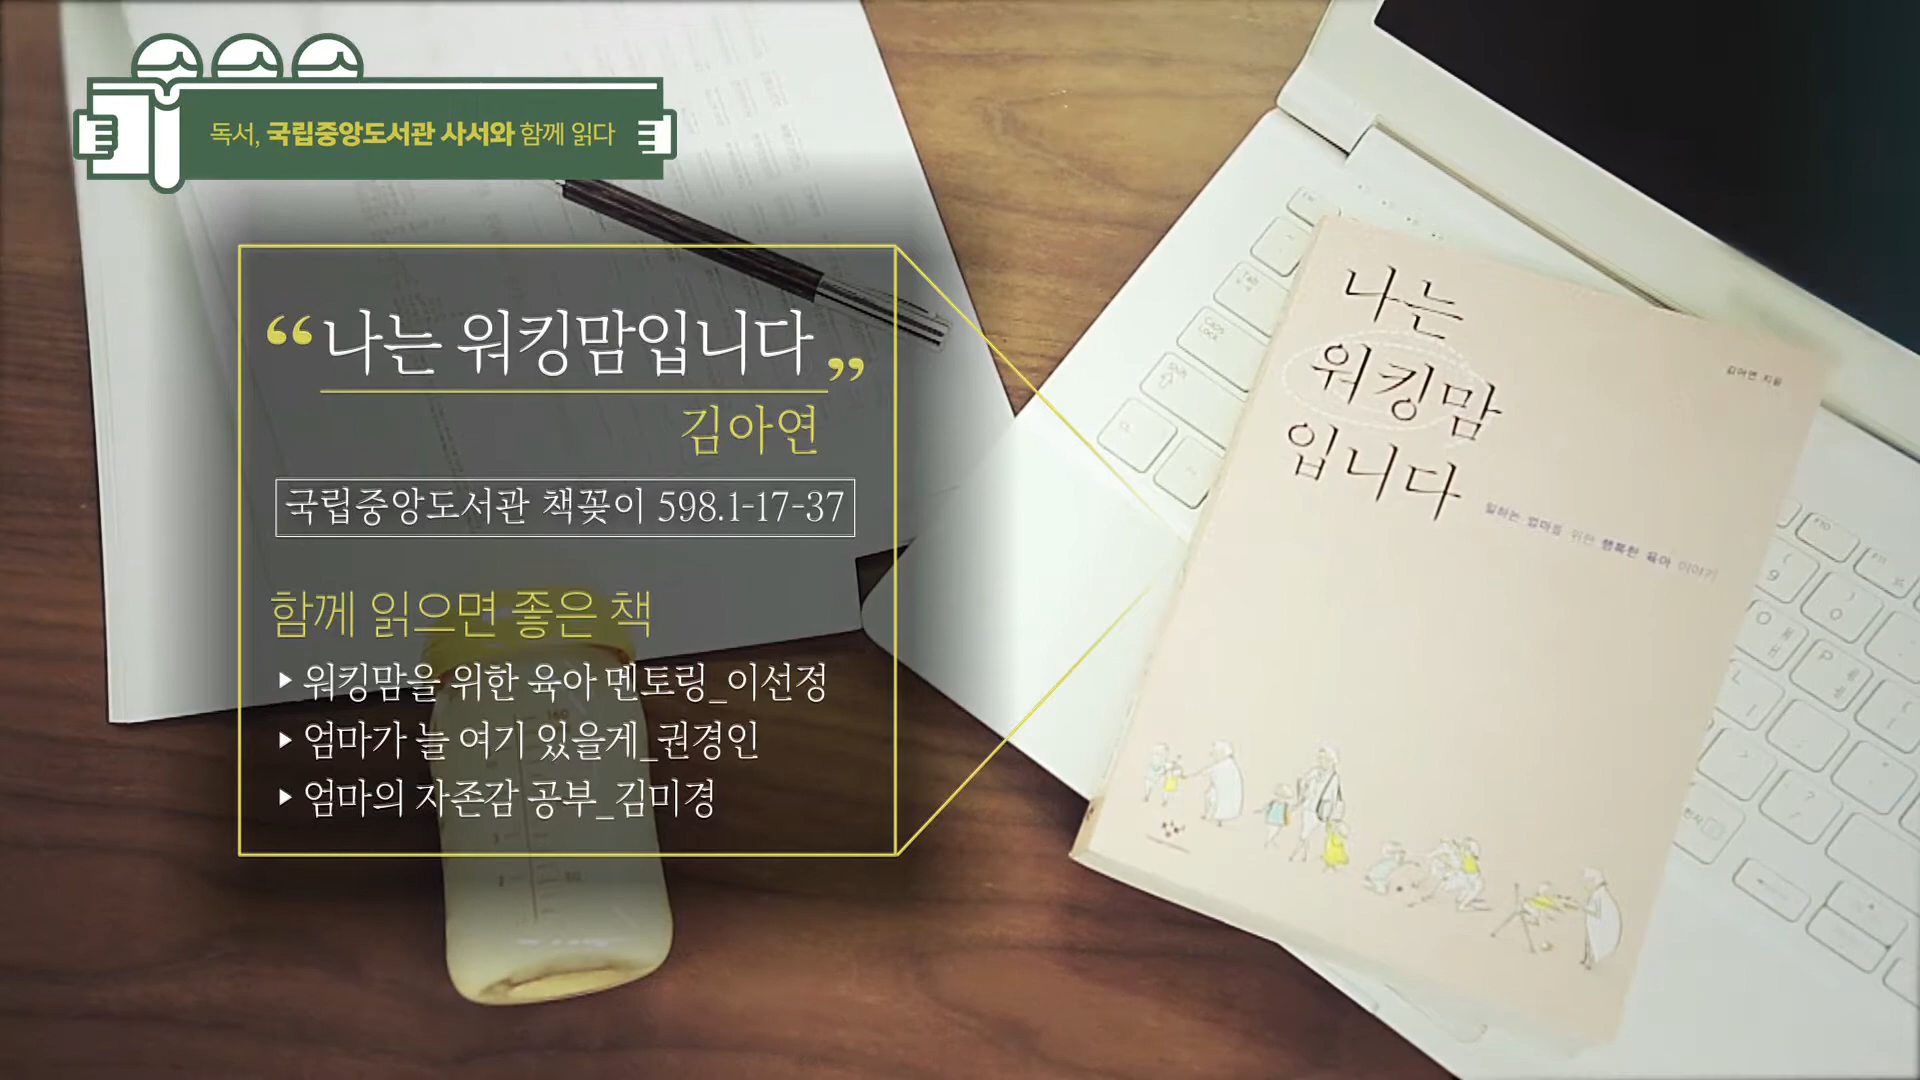 독서, 국립중앙도서관 사서와 함께 읽다
“나는 워킹맘입니다”
김아연
국립중앙도서관 책꽂이 598.1-17-37
함께 읽으면 좋은 책
▸ 워킹맘을 위한 육아 멘토링_이선정
▸ 엄마가 늘 여기 있을게_권경인
▸ 엄마의 자존감 공부_김미경
나는
워킹맘
입니다
김아연 지음
일하는 엄마를 위한 행복한 육아 이야기
Tab
Caps Lock
Shift